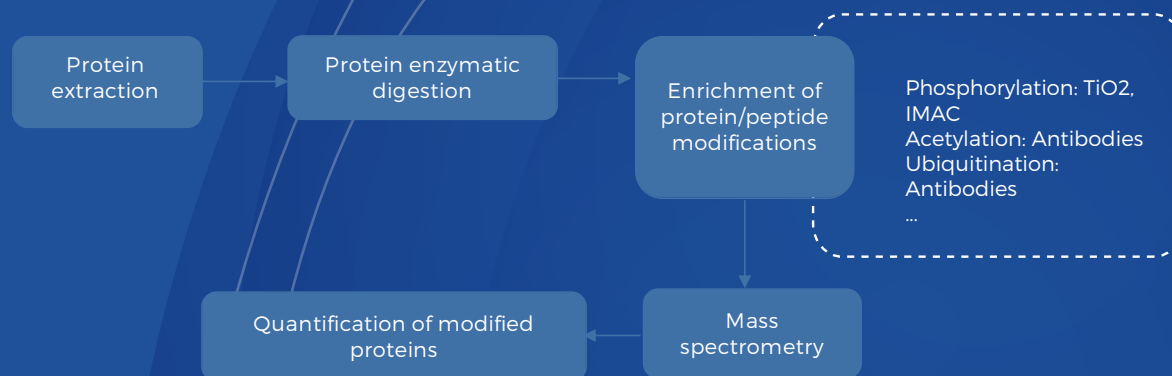 Protein
extraction
Protein enzymatic
digestion
Enrichment of
protein/peptide
modifications
Phosphorylation: TiO2,
IMAC
Acetylation: Antibodies
Ubiquitination:
Antibodies
...
Mass
spectrometry
Quantification of modified
proteins